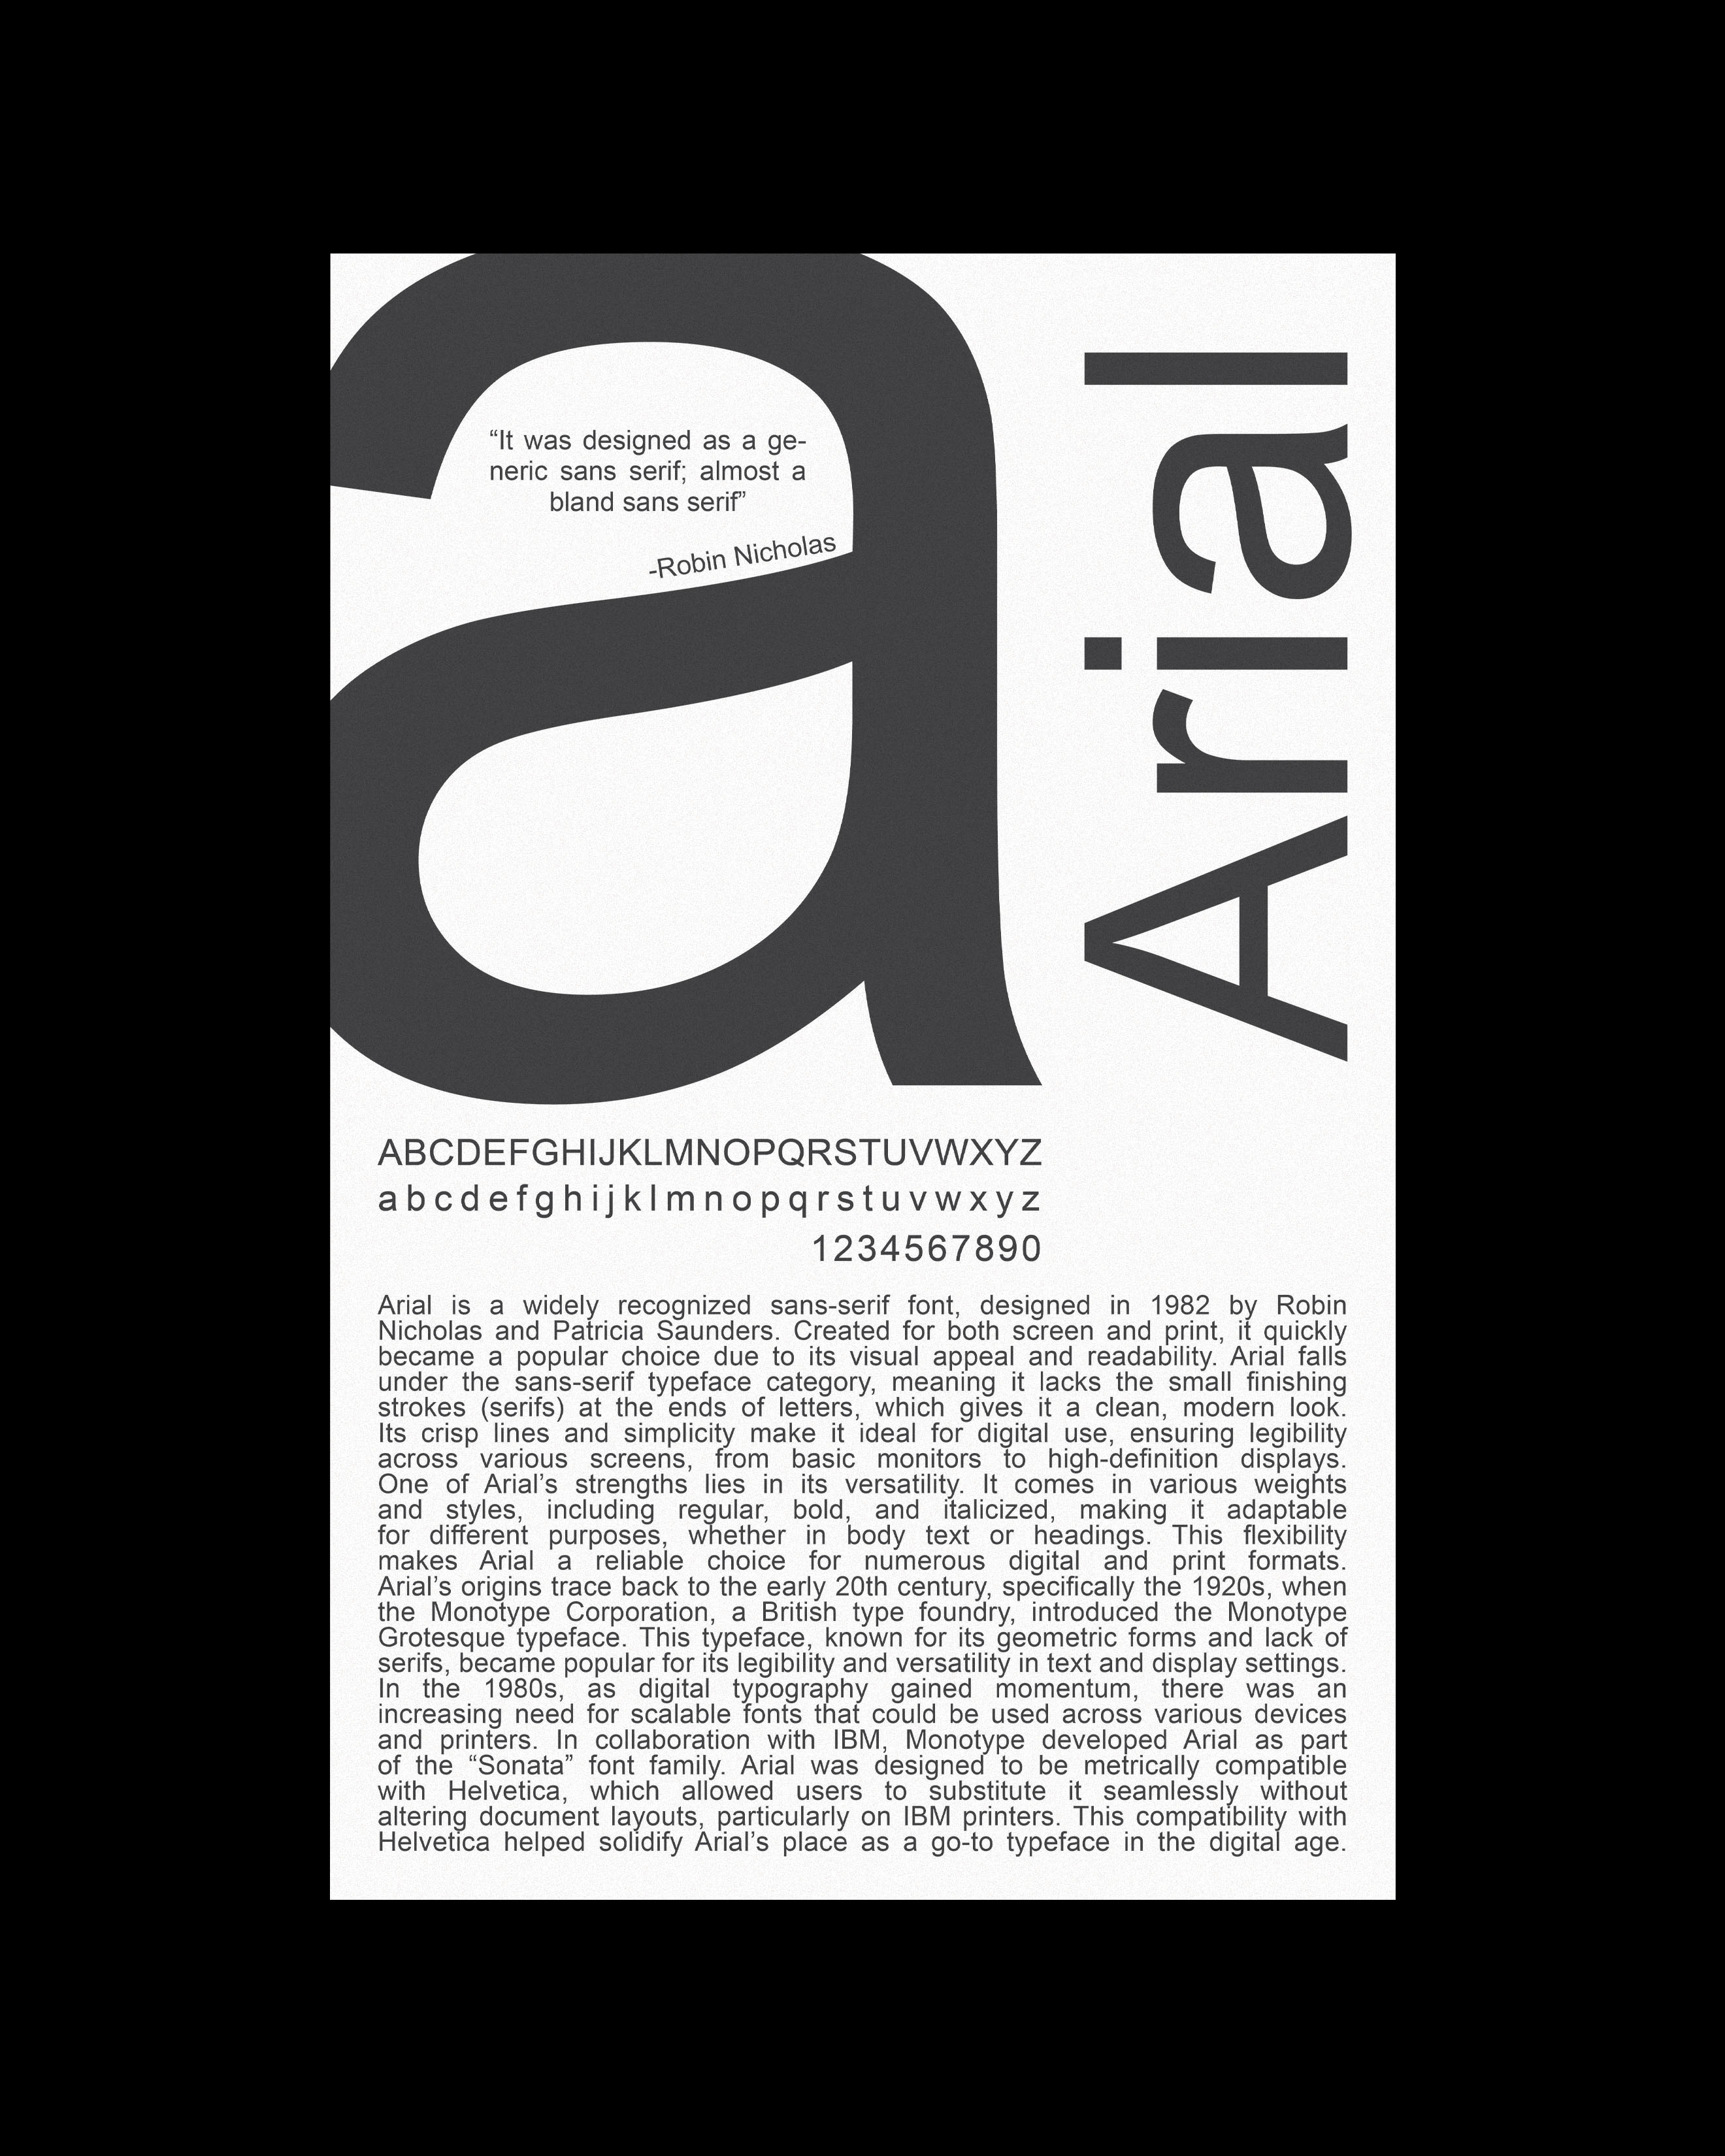 a
“It was designed as a ge-
neric sans serif; almost a
bland sans serif”
-Robin Nicholas
Arial
ABCDEFGHIJKLMNOPQRSTUVWXYZ
abcdefghijklmnopqrstuvwxyz
1234567890
Arial is a widely recognized sans-serif font, designed in 1982 by Robin
Nicholas and Patricia Saunders. Created for both screen and print, it quickly
became a popular choice due to its visual appeal and readability. Arial falls
under the sans-serif typeface category, meaning it lacks the small finishing
strokes (serifs) at the ends of letters, which gives it a clean, modern look.
Its crisp lines and simplicity make it ideal for digital use, ensuring legibility
across various screens, from basic monitors to high-definition displays.
One of Arial’s strengths lies in its versatility. It comes in various weights
and styles, including regular, bold, and italicized, making it adaptable
for different purposes, whether in body text or headings. This flexibility
makes Arial a reliable choice for numerous digital and print formats.
Arial’s origins trace back to the early 20th century, specifically the 1920s, when
the Monotype Corporation, a British type foundry, introduced the Monotype
Grotesque typeface. This typeface, known for its geometric forms and lack of
serifs, became popular for its legibility and versatility in text and display settings.
In the 1980s, as digital typography gained momentum, there was an
increasing need for scalable fonts that could be used across various devices
and printers. In collaboration with IBM, Monotype developed Arial as part
of the “Sonata” font family. Arial was designed to be metrically compatible
with Helvetica, which allowed users to substitute it seamlessly without
altering document layouts, particularly on IBM printers. This compatibility with
Helvetica helped solidify Arial’s place as a go-to typeface in the digital age.